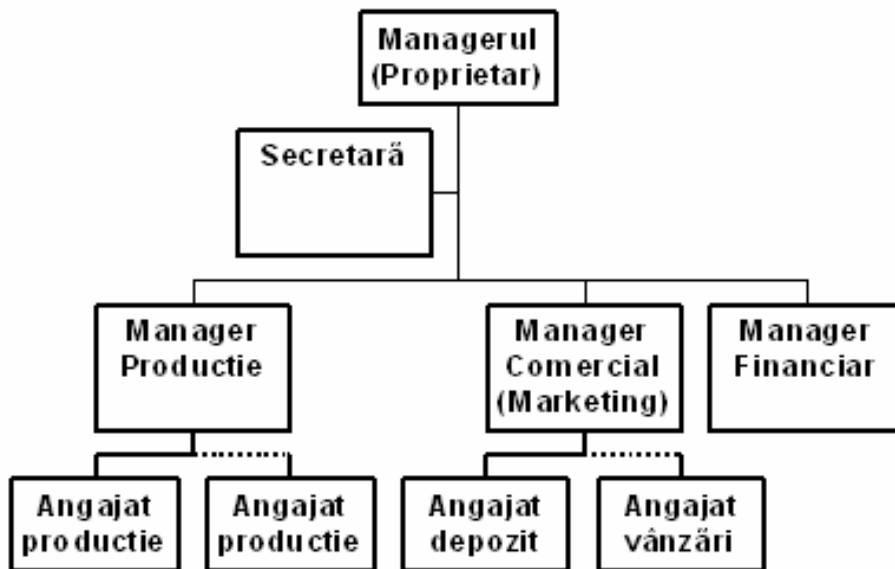 Managerul
(Proprietar)
Secretară
Manager
Productie
Manager
Comercial
(Marketing)
Manager
Financiar
Angajat
productie
Angajat
productie
Angajat
depozit
Angajat
vânzări